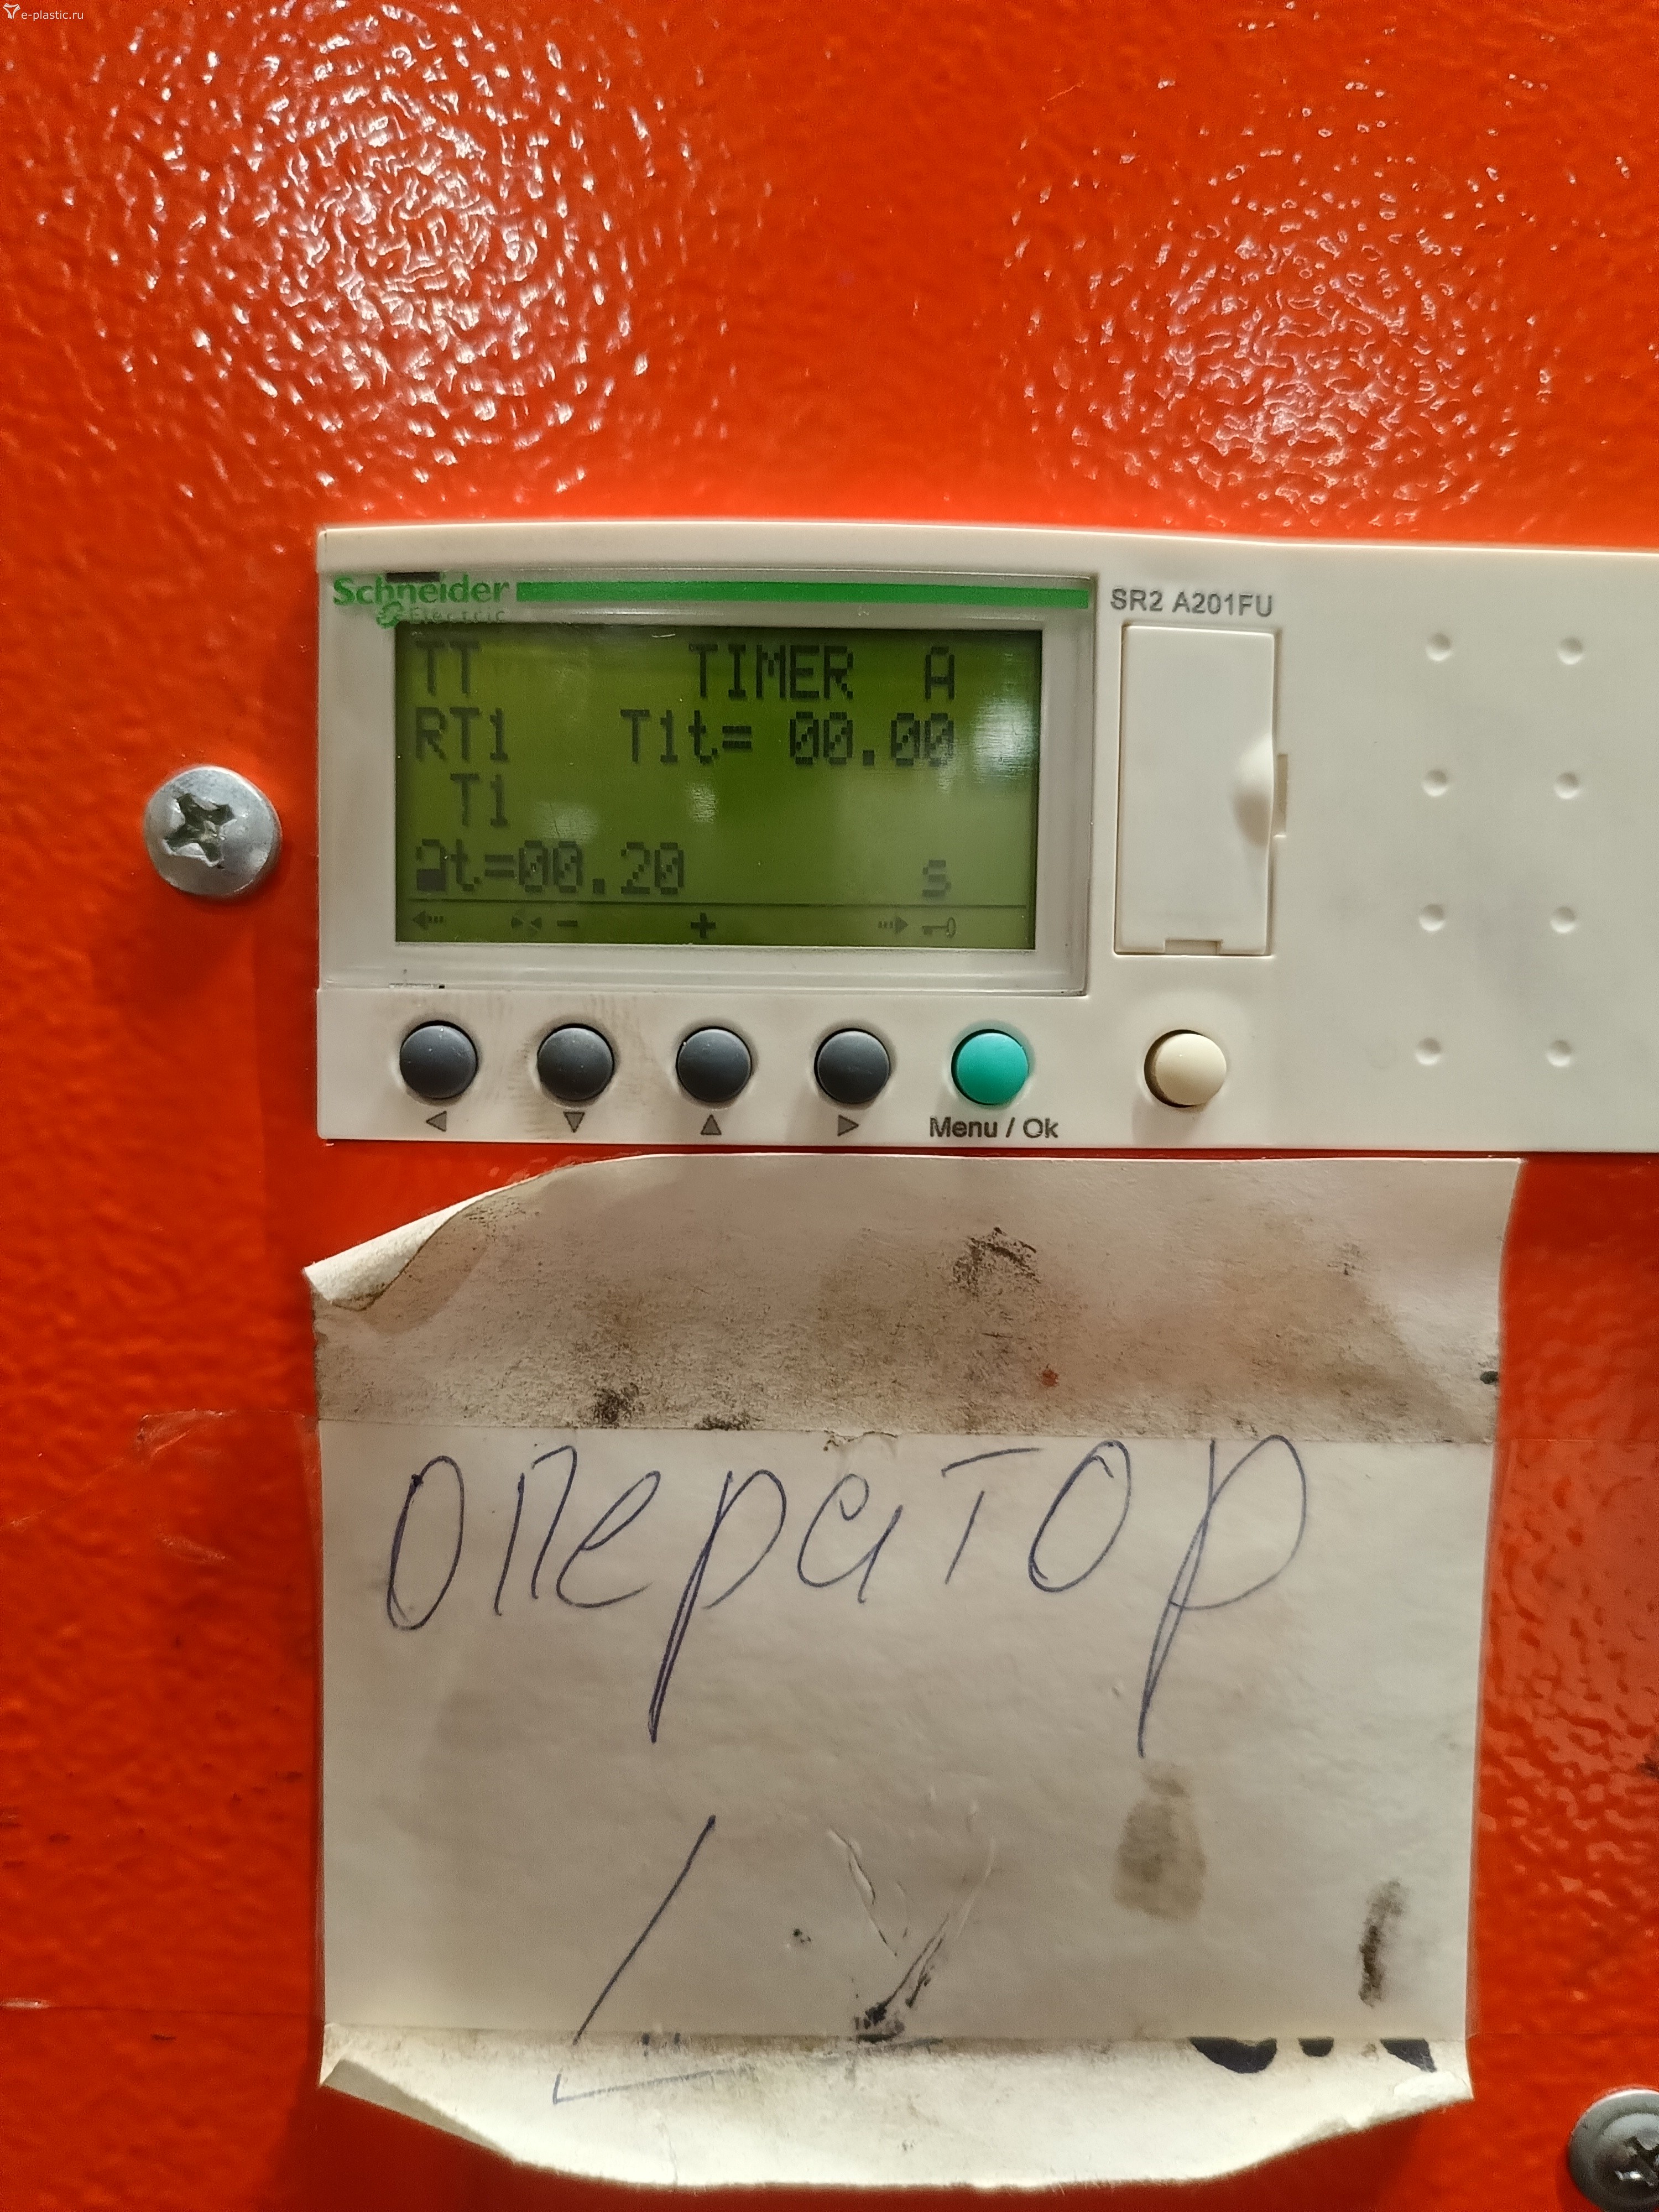 e-plastic.ru
Schneider
Electric
SR2 A201FU
TT TIMER A
RT1 T1t= 00.00
T1
t=00.20 s
- +
Menu / Ok
оператор